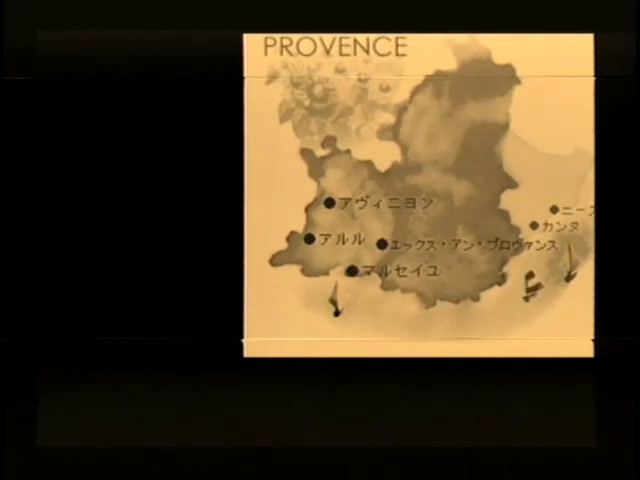 PROVENCE
アヴィニヨン
ニース
カンヌ
アルル
エックス・アン・プロヴァンス
マルセイユ